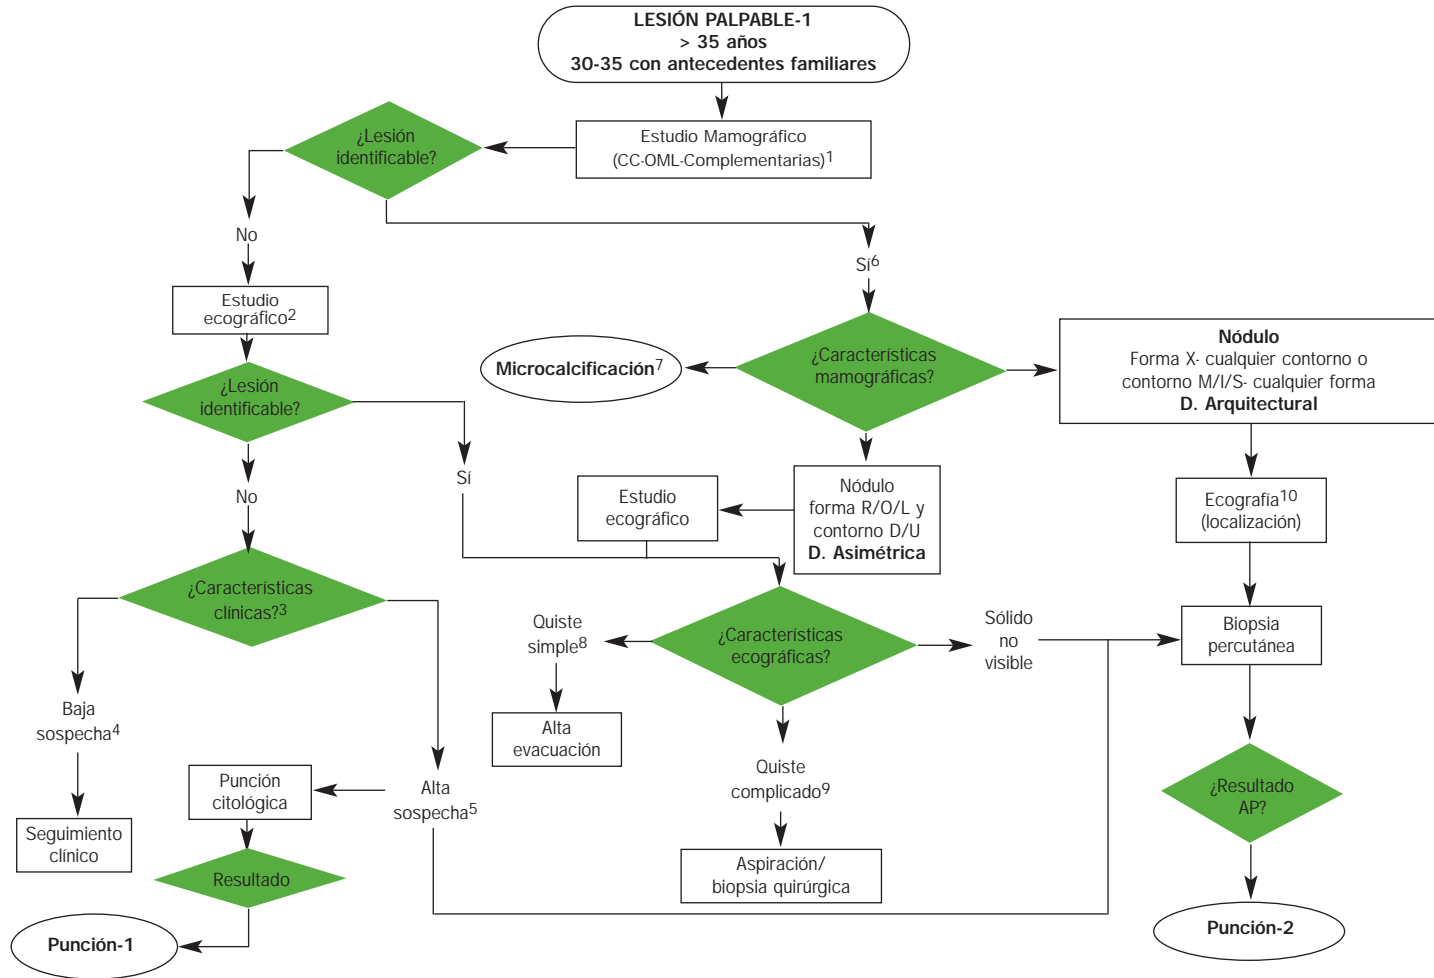 LESIÓN PALPABLE-1
> 35 años
30-35 con antecedentes familiares
Estudio Mamográfico
(CC-OML-Complementarias)1
¿Lesión
identificable?
No
Sí6
Estudio
ecográfico2
¿Lesión
identificable?
Microcalcificación7
¿Características
mamográficas?
Nódulo
Forma X- cualquier contorno o
contorno M/I/S- cualquier forma
D. Arquitectural
No
Sí
Estudio
ecográfico
Nódulo
forma R/O/L y
contorno D/U
D. Asimétrica
Ecografía10
(localización)
¿Características
clínicas?3
Quiste
simple8
¿Características
ecográficas?
Sólido
no
visible
Biopsia
percutánea
Baja
sospecha4
Alta
evacuación
Punción
citológica
Alta
sospecha5
Quiste
complicado9
¿Resultado
AP?
Seguimiento
clínico
Resultado
Aspiración/
biopsia quirúrgica
Punción-1
Punción-2